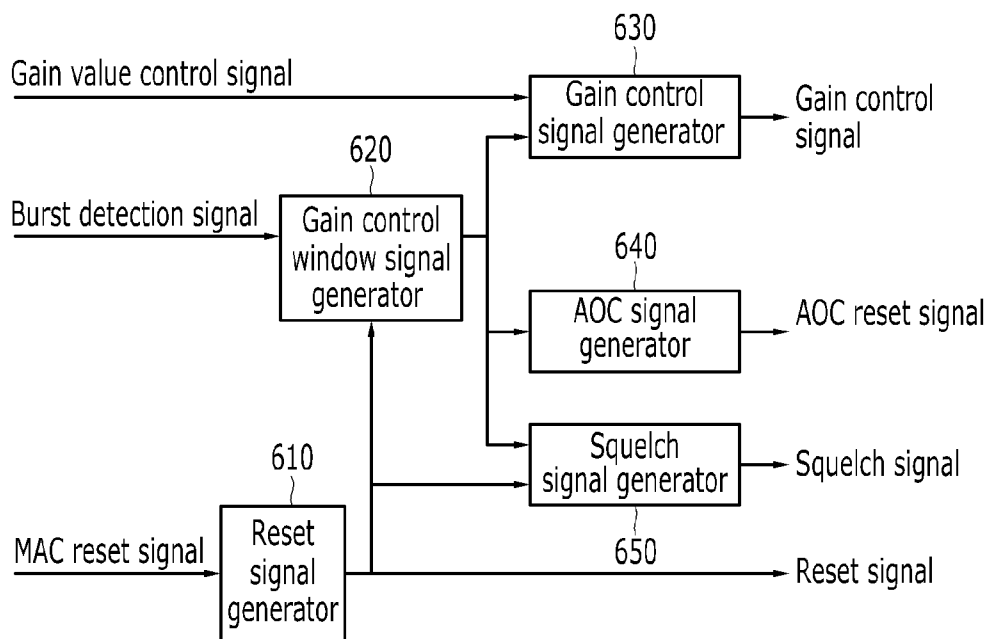 630
Gain value control signal
Gain control
signal generator
Gain control
signal
620
Burst detection signal
Gain control
window signal
generator
640
AOC signal
generator
AOC reset signal
610
Squelch
signal generator
Squelch signal
MAC reset signal
Reset
signal
generator
650
Reset signal